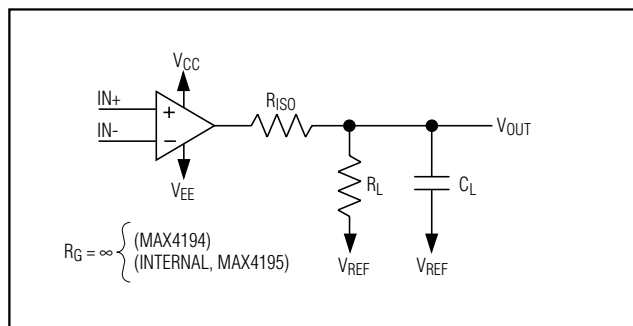 VCC
IN+
IN-
+
−
VEE
RISO
VOUT
RL
CL
VREF
VREF
RG = ∞ { (MAX4194)
(INTERNAL, MAX4195)